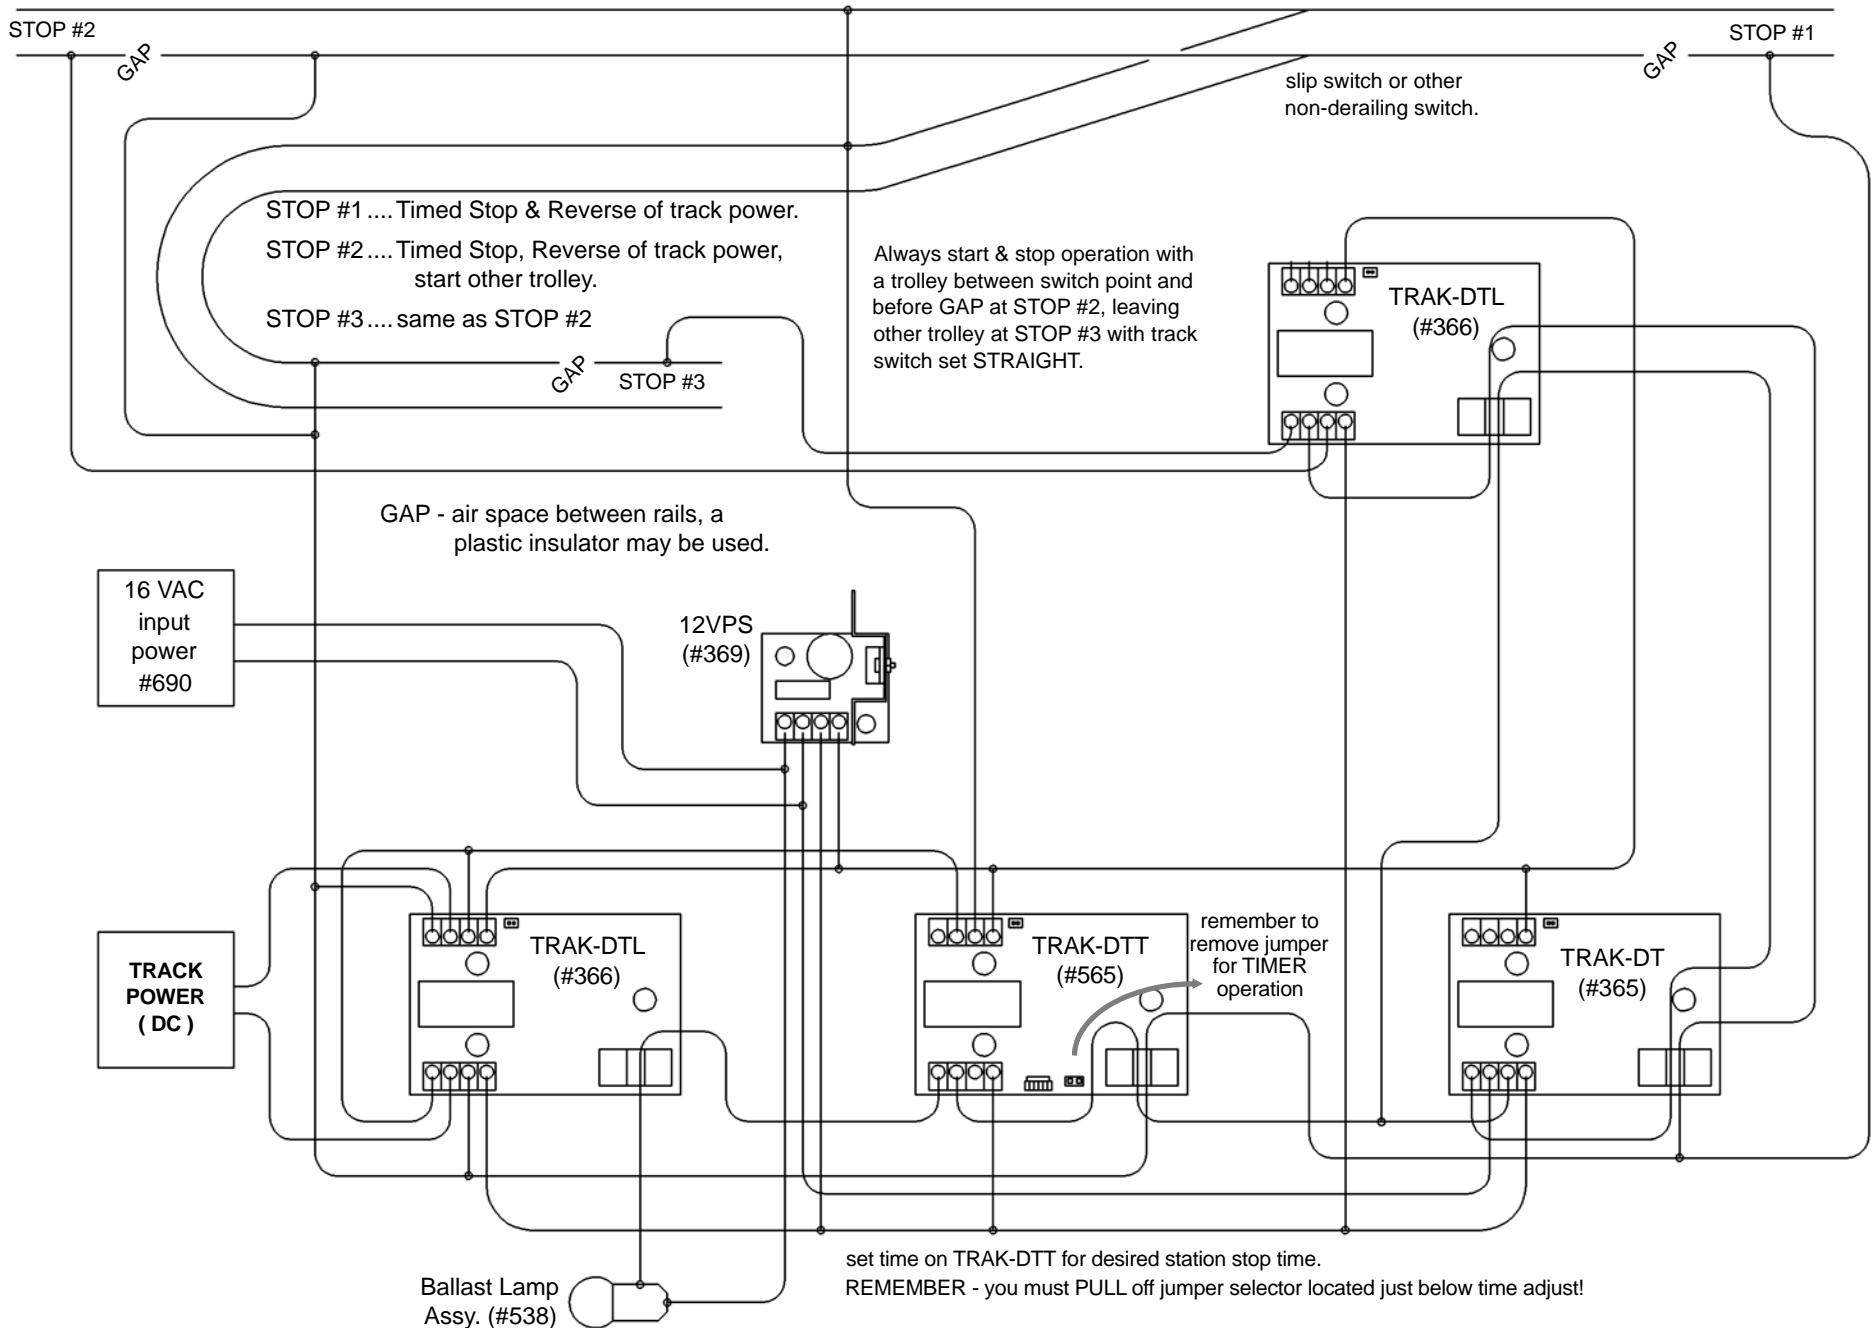 STOP #2
GAP
GAP
STOP #1
slip switch or other
non-derailing switch.
STOP #1 .... Timed Stop & Reverse of track power.
STOP #2 .... Timed Stop, Reverse of track power,
start other trolley.
STOP #3 .... same as STOP #2
GAP
STOP #3
Always start & stop operation with
a trolley between switch point and
before GAP at STOP #2, leaving
other trolley at STOP #3 with track
switch set STRAIGHT.
TRAK-DTL
(#366)
GAP - air space between rails, a
plastic insulator may be used.
16 VAC
input
power
#690
12VPS
(#369)
TRACK
POWER
( DC )
TRAK-DTL
(#366)
TRAK-DTT
(#565)
remember to
remove jumper
for TIMER
operation
TRAK-DT
(#365)
set time on TRAK-DTT for desired station stop time.
REMEMBER - you must PULL off jumper selector located just below time adjust!
Ballast Lamp
Assy. (#538)